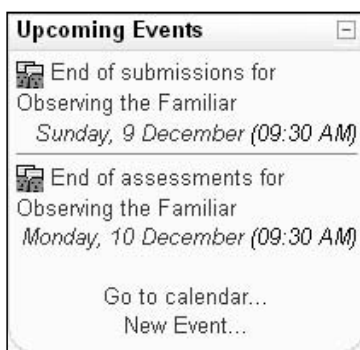 Upcoming Events
End of submissions for
Observing the Familiar
Sunday, 9 December (09:30 AM)
End of assessments for
Observing the Familiar
Monday, 10 December (09:30 AM)
Go to calendar...
New Event...